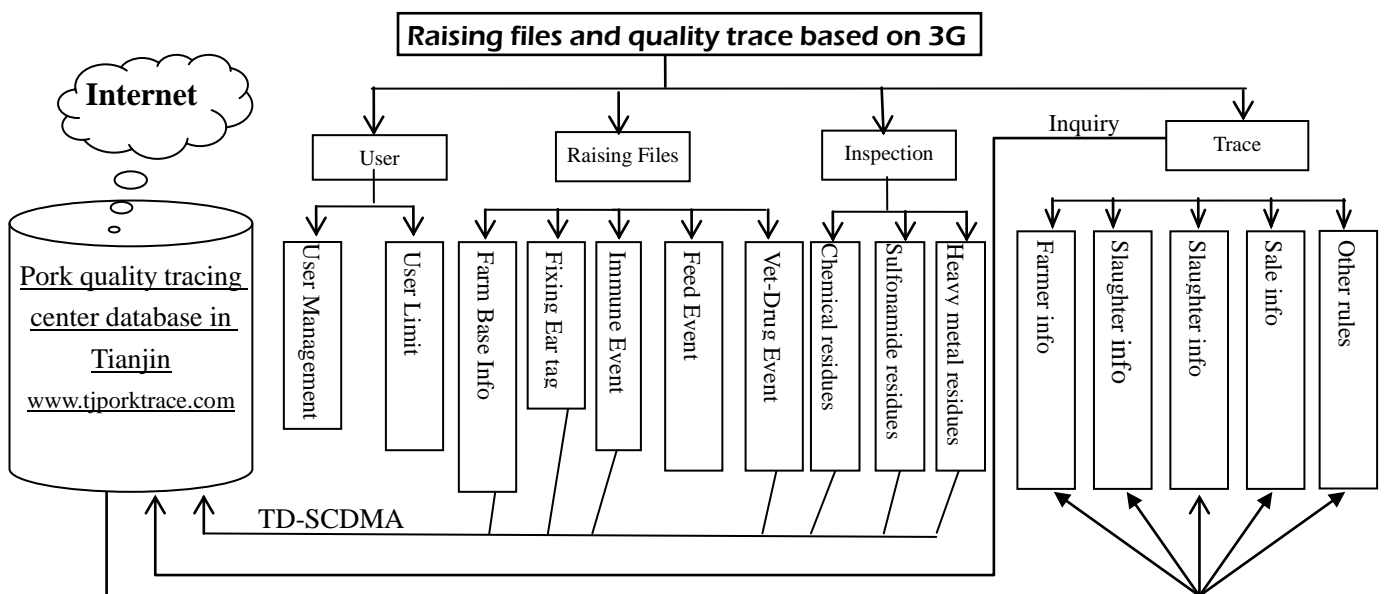 Raising files and quality trace based on 3G
Internet
Inquiry
User
Raising Files
Inspection
Trace
Pork quality tracing
center database in
Tianjin
www.tjporktrace.com
User Management
User Limit
Farm Base Info
Fixing Ear tag
Immune Event
Feed Event
Vet-Drug Event
Chemical residues
Sulfonamide residues
Heavy metal residues
Farmer info
Slaughter info
Slaughter info
Sale info
Other rules
TD-SCDMA